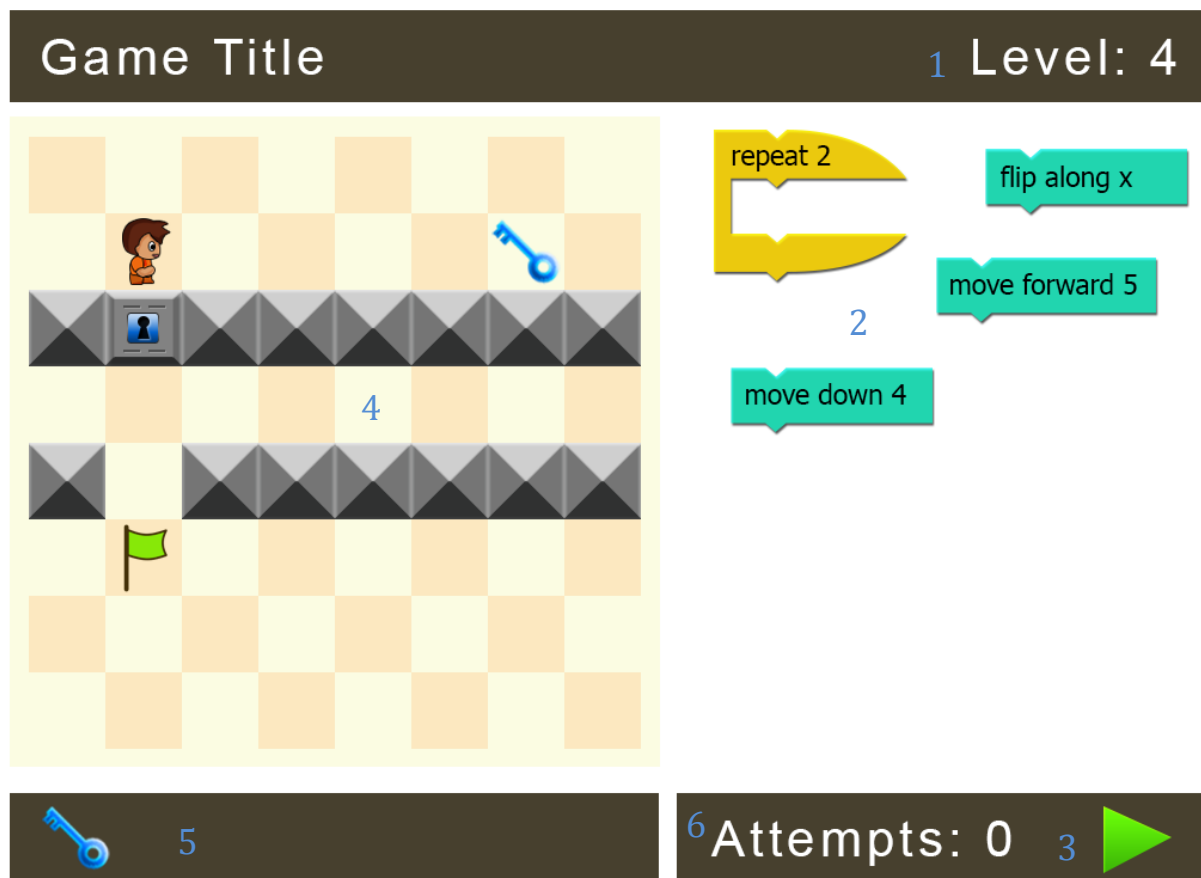 Game Title
1 Level: 4
repeat 2
flip along x
move forward 5
2
move down 4
4
5
6 Attempts: 0 3